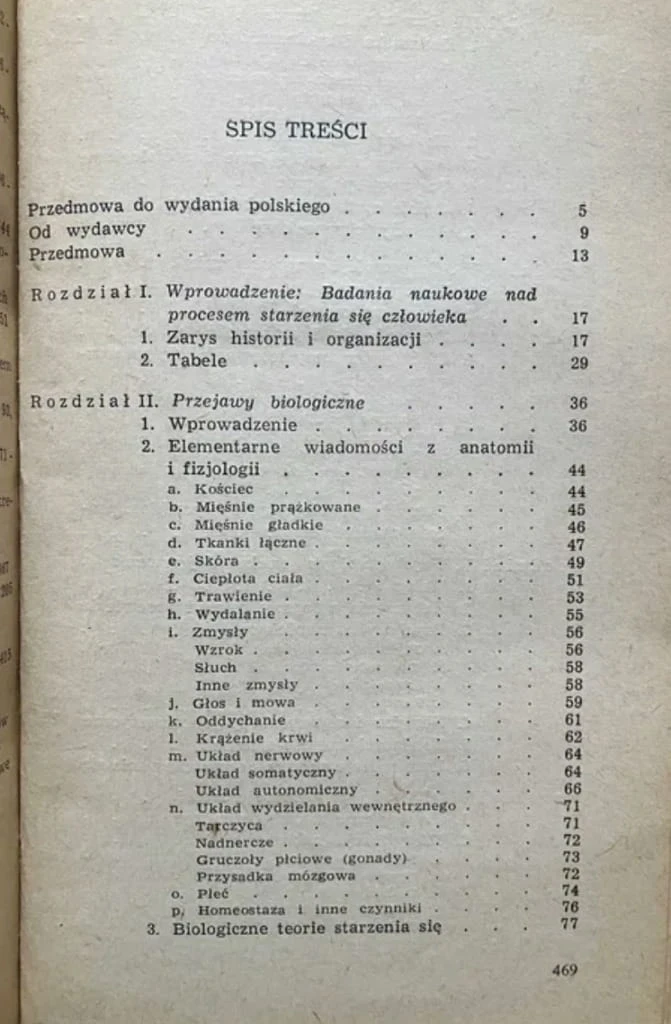 SPIS TREŚCI
Przedmowa do wydania polskiego . . . . . . . 5
Od wydawcy . . . . . . . . . . . 9
Przedmowa . . . . . . . . . . . . 13
Rozdział I. Wprowadzenie: Badania naukowe nad
procesem starzenia się człowieka . . 17
1. Zarys historii i organizacji . . . . 17
2. Tabele . . . . . . . . . . 29
Rozdział II. Przejawy biologiczne . . . . . 36
1. Wprowadzenie . . . . . . . . 36
2. Elementarne wiadomości z anatomii
i fizjologii . . . . . . . . . 44
a. Kościec . . . . . . . . . 44
b. Mięśnie prążkowane . . . . . . 45
c. Mięśnie gładkie . . . . . . . 46
d. Tkanki łączne . . . . . . . . 47
e. Skóra . . . . . . . . . . 49
f. Ciepłota ciała . . . . . . . . 51
g. Trawienie . . . . . . . . . 53
h. Wydalanie . . . . . . . . . 55
i. Zmysły . . . . . . . . . 56
Wzrok . . . . . . . . . . 56
Słuch . . . . . . . . . . 58
Inne zmysły . . . . . . . . 58
j. Głos i mowa . . . . . . . . 59
k. Oddychanie . . . . . . . . 61
l. Krążenie krwi . . . . . . . . 62
m. Układ nerwowy . . . . . . . 64
Układ somatyczny . . . . . . . 64
Układ autonomiczny . . . . . . 66
n. Układ wydzielania wewnętrznego . . . 71
Tarczyca . . . . . . . . . 71
Nadnercze . . . . . . . . . 72
Gruczoły płciowe (gonady) . . . . 73
Przysadka mózgowa . . . . . . 72
o. Płeć . . . . . . . . . . 74
p. Homeostaza i inne czynniki . . . . 76
3. Biologiczne teorie starzenia się . . . 77
469